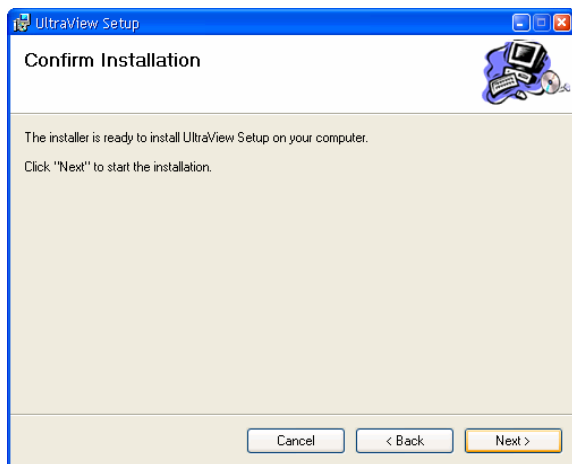 UltraView Setup
Confirm Installation
The installer is ready to install UltraView Setup on your computer.
Click "Next" to start the installation.
Cancel
< Back
Next >